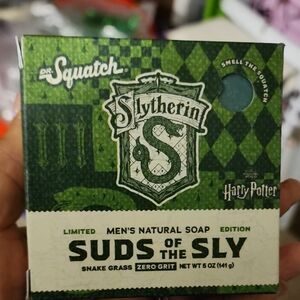 DR. Squatch
SMELL THE SQUATCH
Slytherin
Harry Potter
LIMITED MEN'S NATURAL SOAP EDITION
SUDS OF THE SLY
SNAKE GRASS ZERO GRIT NET WT 5 OZ (141 g)